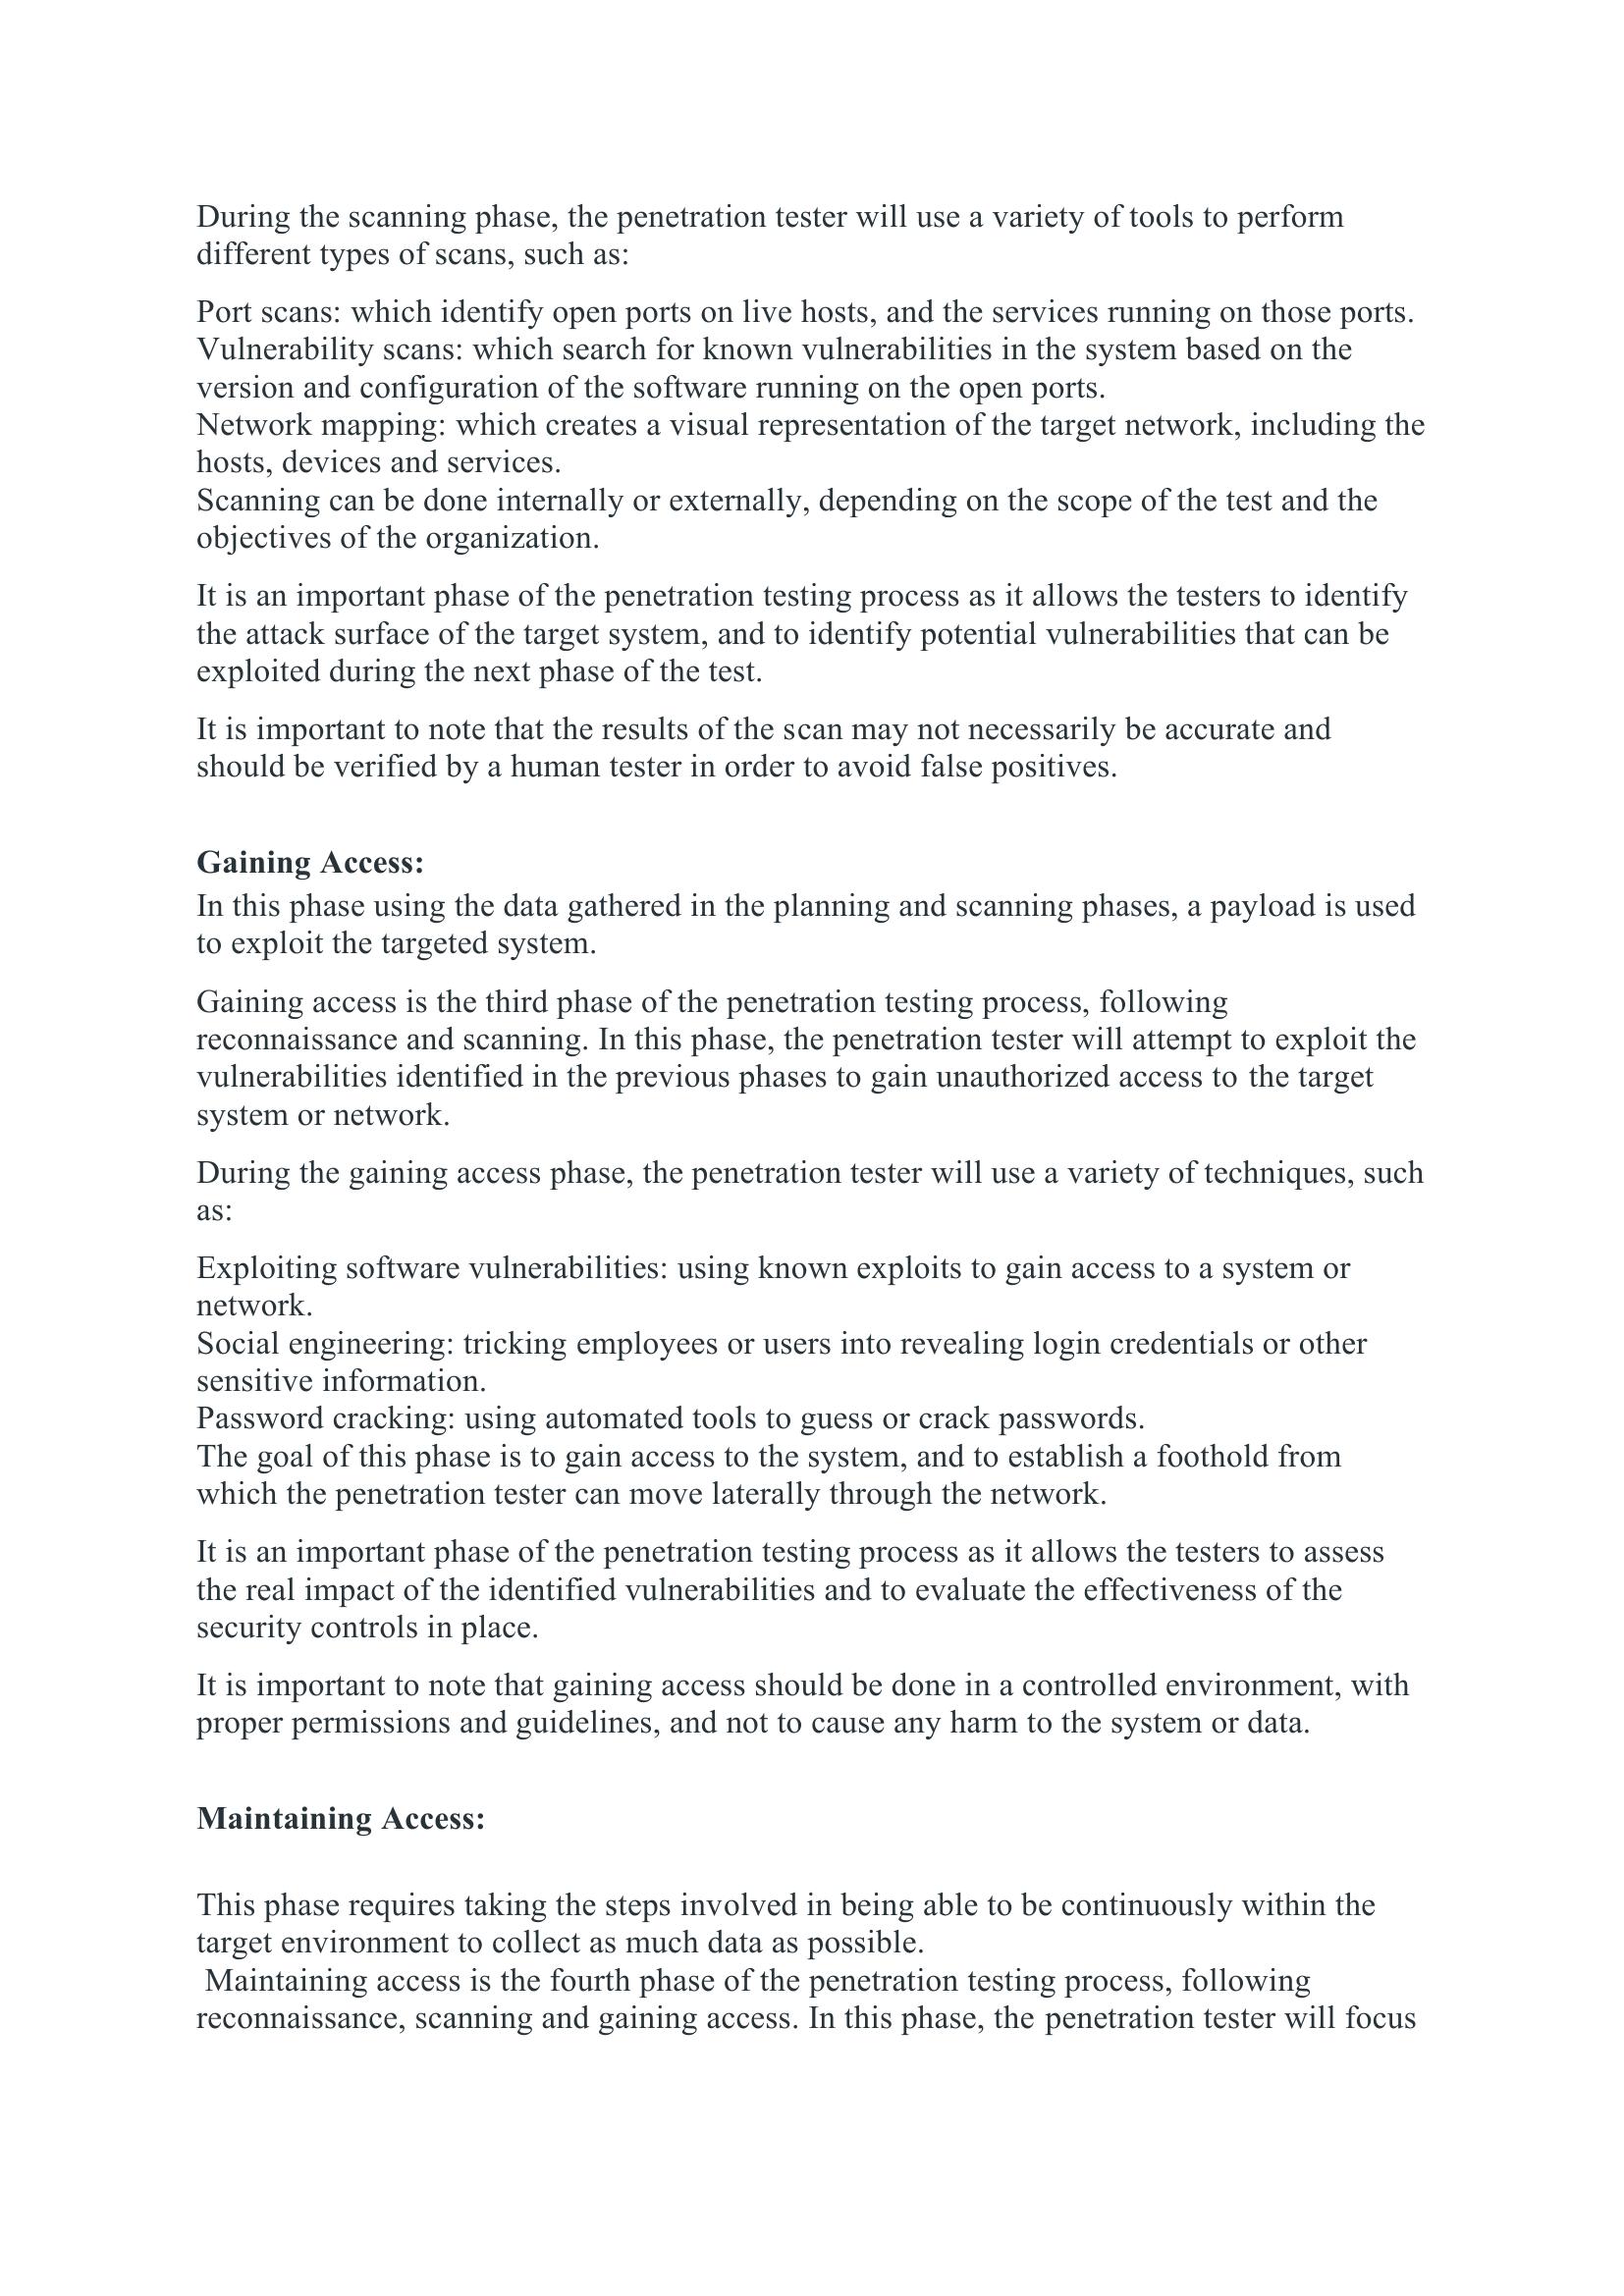 During the scanning phase, the penetration tester will use a variety of tools to perform
different types of scans, such as:
Port scans: which identify open ports on live hosts, and the services running on those ports.
Vulnerability scans: which search for known vulnerabilities in the system based on the
version and configuration of the software running on the open ports.
Network mapping: which creates a visual representation of the target network, including the
hosts, devices and services.
Scanning can be done internally or externally, depending on the scope of the test and the
objectives of the organization.
It is an important phase of the penetration testing process as it allows the testers to identify
the attack surface of the target system, and to identify potential vulnerabilities that can be
exploited during the next phase of the test.
It is important to note that the results of the scan may not necessarily be accurate and
should be verified by a human tester in order to avoid false positives.
Gaining Access:
In this phase using the data gathered in the planning and scanning phases, a payload is used
to exploit the targeted system.
Gaining access is the third phase of the penetration testing process, following
reconnaissance and scanning. In this phase, the penetration tester will attempt to exploit the
vulnerabilities identified in the previous phases to gain unauthorized access to the target
system or network.
During the gaining access phase, the penetration tester will use a variety of techniques, such
as:
Exploiting software vulnerabilities: using known exploits to gain access to a system or
network.
Social engineering: tricking employees or users into revealing login credentials or other
sensitive information.
Password cracking: using automated tools to guess or crack passwords.
The goal of this phase is to gain access to the system, and to establish a foothold from
which the penetration tester can move laterally through the network.
It is an important phase of the penetration testing process as it allows the testers to assess
the real impact of the identified vulnerabilities and to evaluate the effectiveness of the
security controls in place.
It is important to note that gaining access should be done in a controlled environment, with
proper permissions and guidelines, and not to cause any harm to the system or data.
Maintaining Access:
This phase requires taking the steps involved in being able to be continuously within the
target environment to collect as much data as possible.
Maintaining access is the fourth phase of the penetration testing process, following
reconnaissance, scanning and gaining access. In this phase, the penetration tester will focus